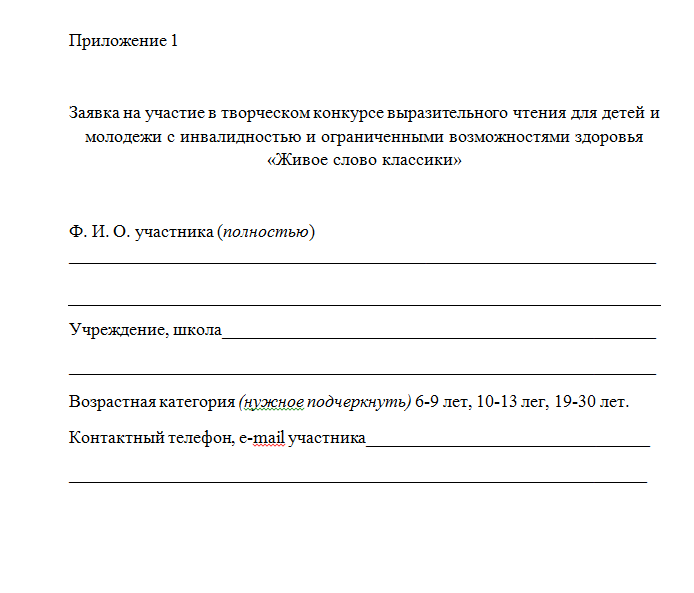 Приложение 1
Заявка на участие в творческом конкурсе выразительного чтения для детей и
молодежи с инвалидностью и ограниченными возможностями здоровья
«Живое слово классики»
Ф. И. О. участника (полностью)
Учреждение, школа
Возрастная категория (нужное подчеркнуть) 6-9 лет, 10-13 лег, 19-30 лет.
Контактный телефон, e-mail участника